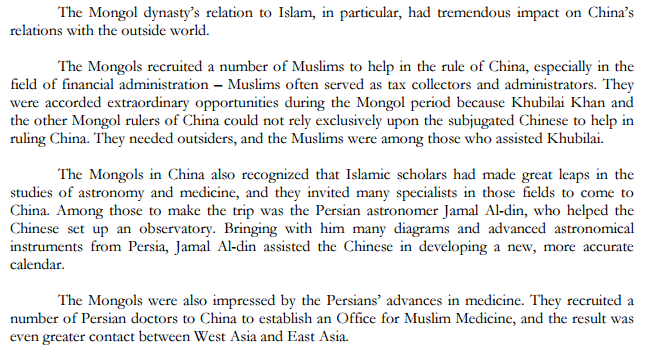 The Mongol dynasty's relation to Islam, in particular, had tremendous impact on China's
relations with the outside world.
The Mongols recruited a number of Muslims to help in the rule of China, especially in the
field of financial administration – Muslims often served as tax collectors and administrators. They
were accorded extraordinary opportunities during the Mongol period because Khubilai Khan and
the other Mongol rulers of China could not rely exclusively upon the subjugated Chinese to help in
ruling China. They needed outsiders, and the Muslims were among those who assisted Khubilai.
The Mongols in China also recognized that Islamic scholars had made great leaps in the
studies of astronomy and medicine, and they invited many specialists in those fields to come to
China. Among those to make the trip was the Persian astronomer Jamal Al-din, who helped the
Chinese set up an observatory. Bringing with him many diagrams and advanced astronomical
instruments from Persia, Jamal Al-din assisted the Chinese in developing a new, more accurate
calendar.
The Mongols were also impressed by the Persians' advances in medicine. They recruited a
number of Persian doctors to China to establish an Office for Muslim Medicine, and the result was
even greater contact between West Asia and East Asia.